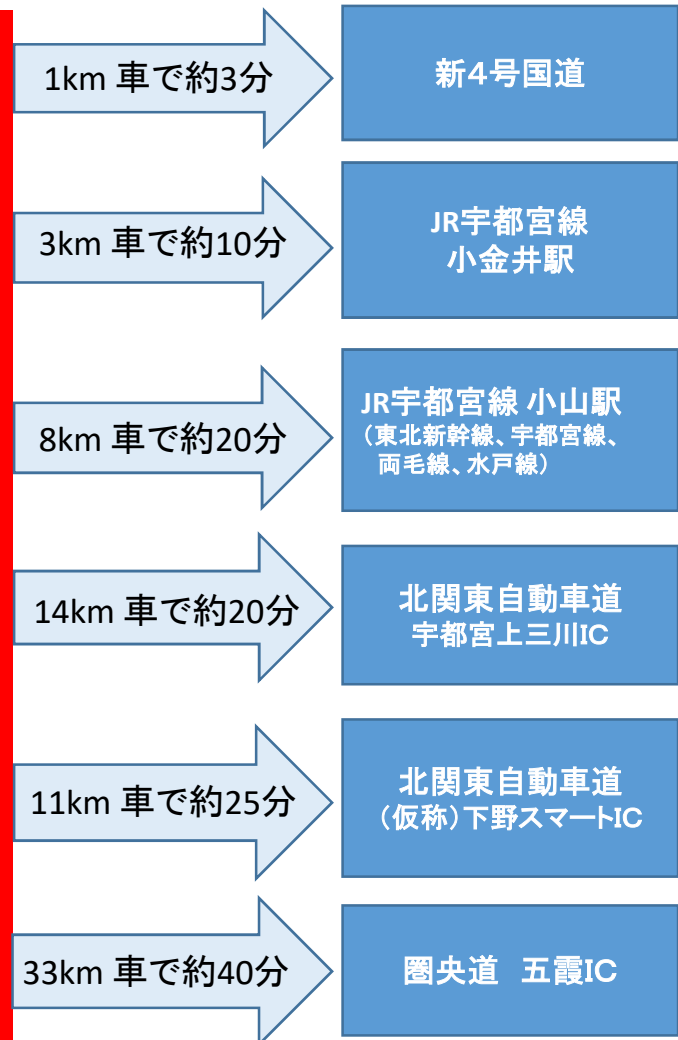 1km 車で約3分
新4号国道
3km 車で約10分
JR宇都宮線
小金井駅
8km 車で約20分
JR宇都宮線 小山駅
（東北新幹線、宇都宮線、
両毛線、水戸線）
14km 車で約20分
北関東自動車道
宇都宮上三川IC
11km 車で約25分
北関東自動車道
（仮称）下野スマートIC
33km 車で約40分
圏央道　五霞IC